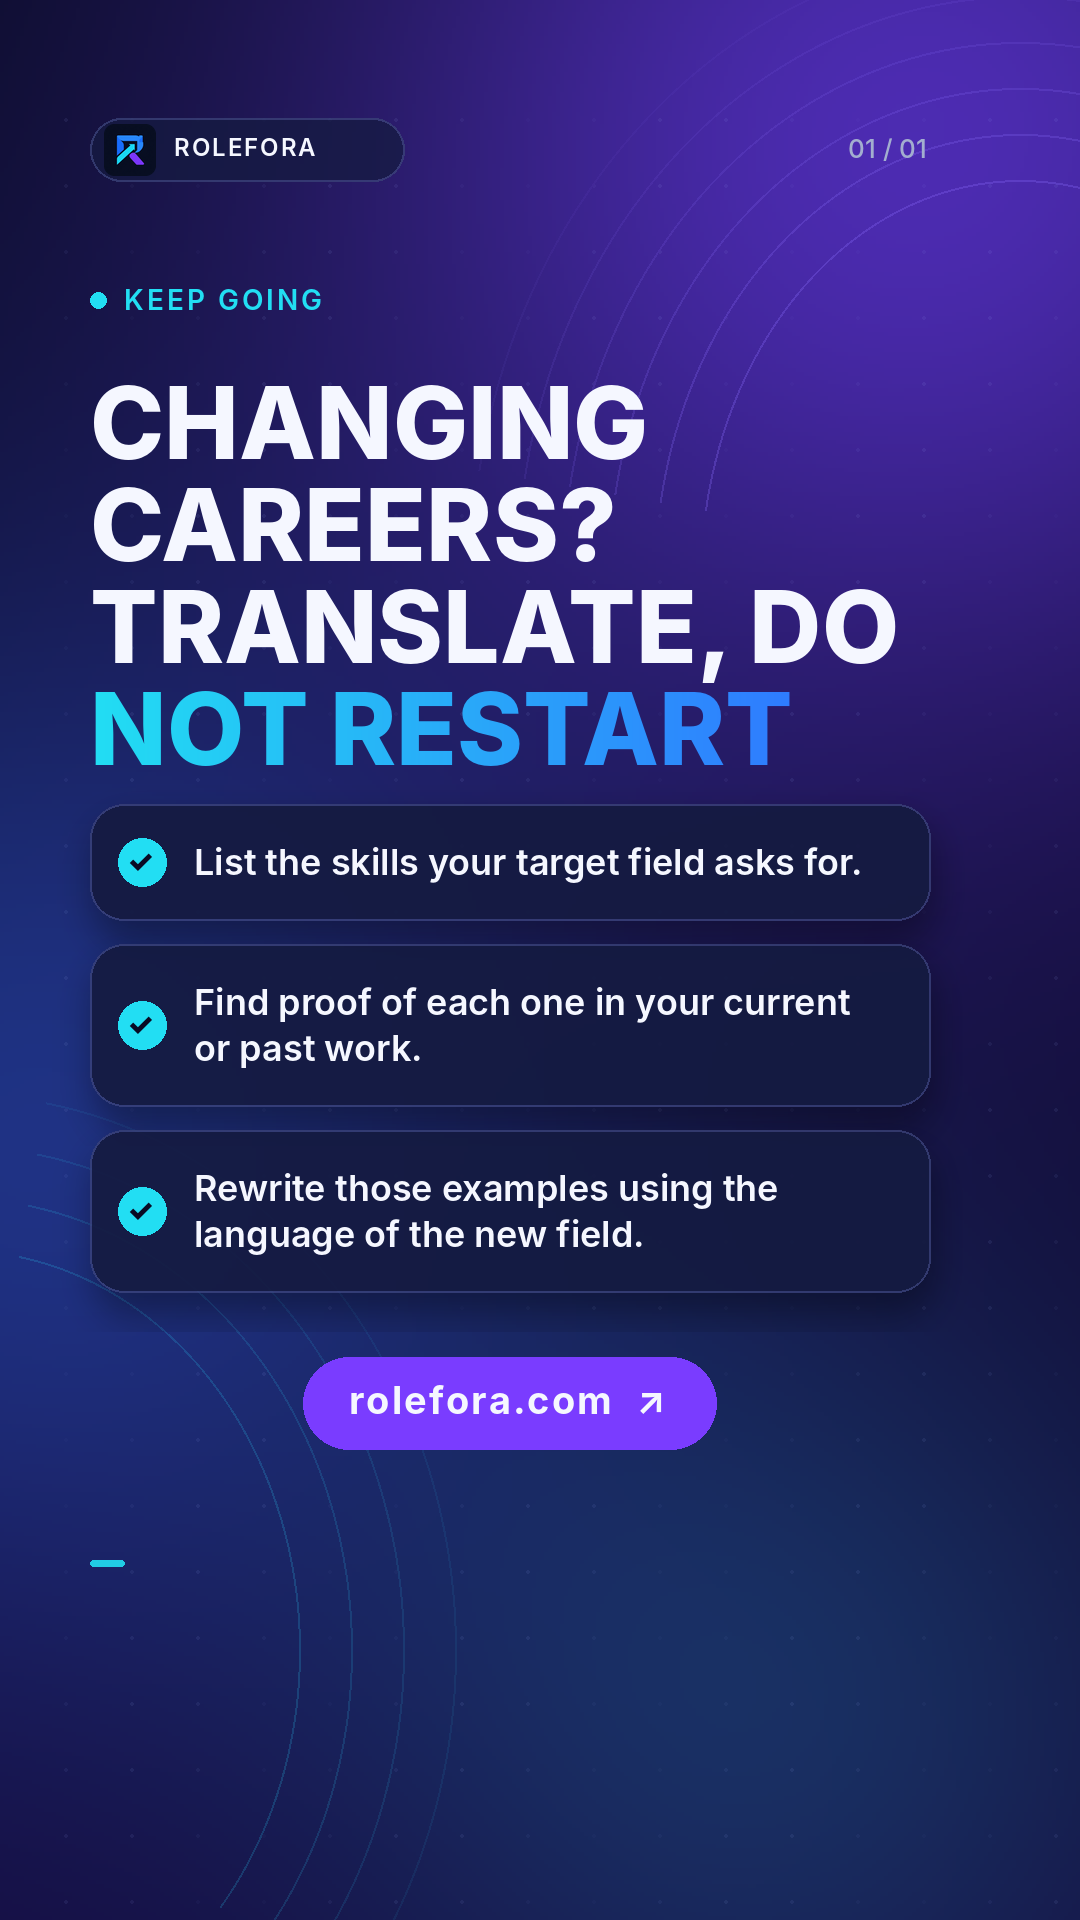 ROLEFORA
01 / 01
KEEP GOING
CHANGING
CAREERS?
TRANSLATE, DO
NOT RESTART
List the skills your target field asks for.
Find proof of each one in your current
or past work.
Rewrite those examples using the
language of the new field.
rolefora.com